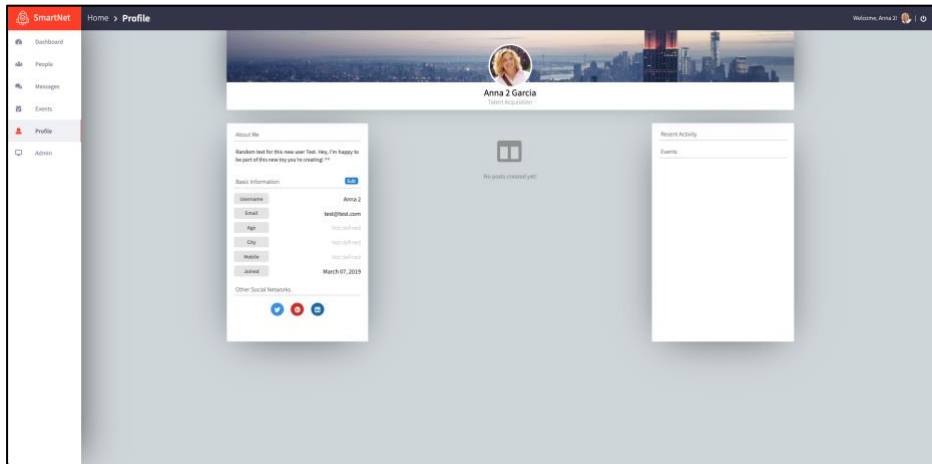 SmartNet
Home > Profile
Welcome, Anna 2!
Dashboard
People
Messages
Events
Profile
Admin
Anna 2 Garcia
Talent Acquisition
About Me
Random text for this new user Test. Hey, I'm happy to
be part of this new toy you're creating! ^^
Basic Information Edit
Username Anna 2
Email test@test.com
Age Not defined
City Not defined
Mobile Not defined
Joined March 07, 2019
Other Social Networks
No posts created yet!
Recent Activity
Events